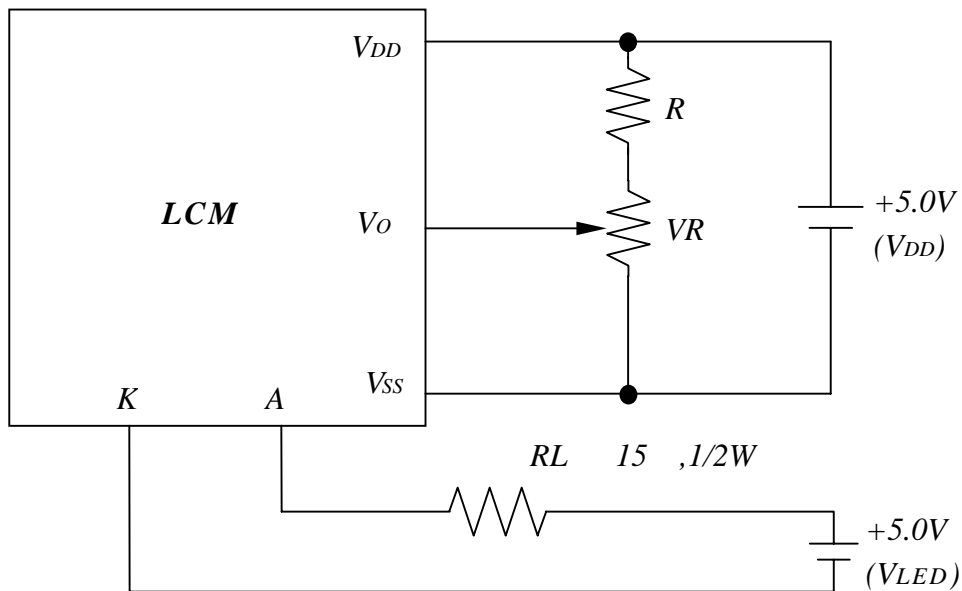 VDD
R
LCM
VO
VR
+5.0V
(VDD)
VSS
K A
RL 15 ,1/2W
+5.0V
(VLED)